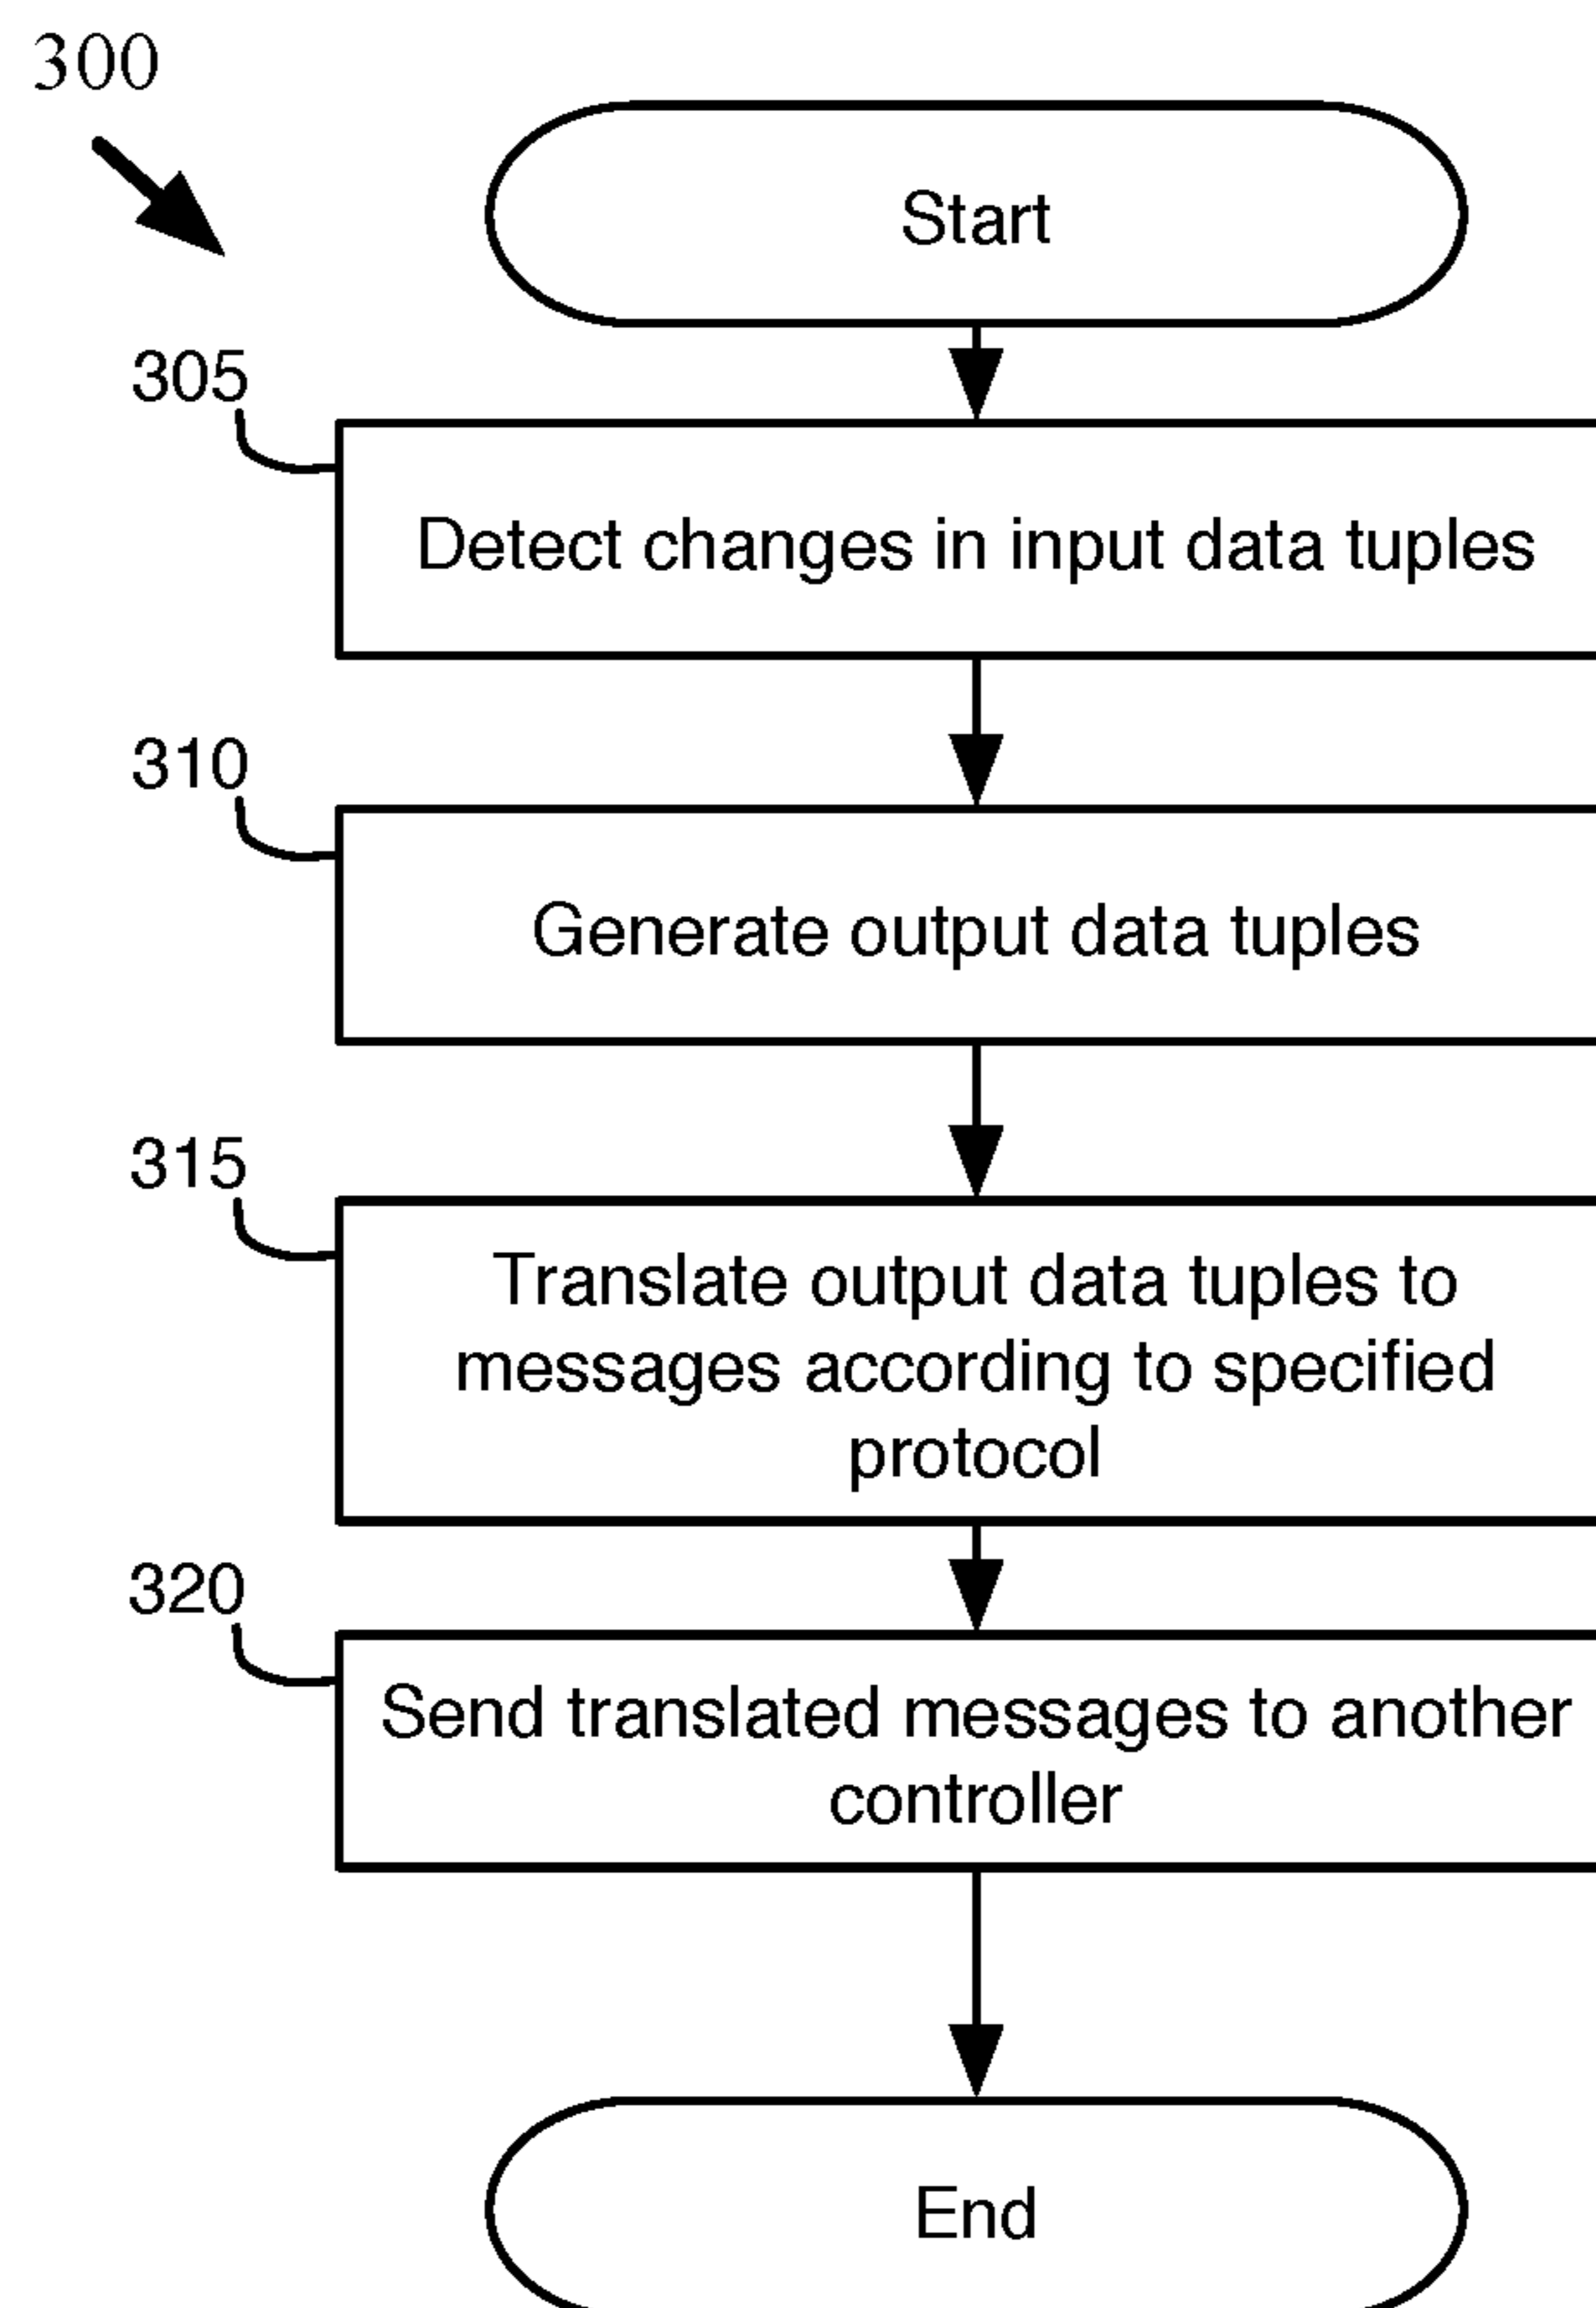 300
Start
305
Detect changes in input data tuples
310
Generate output data tuples
315
Translate output data tuples to
messages according to specified
protocol
320
Send translated messages to another
controller
End